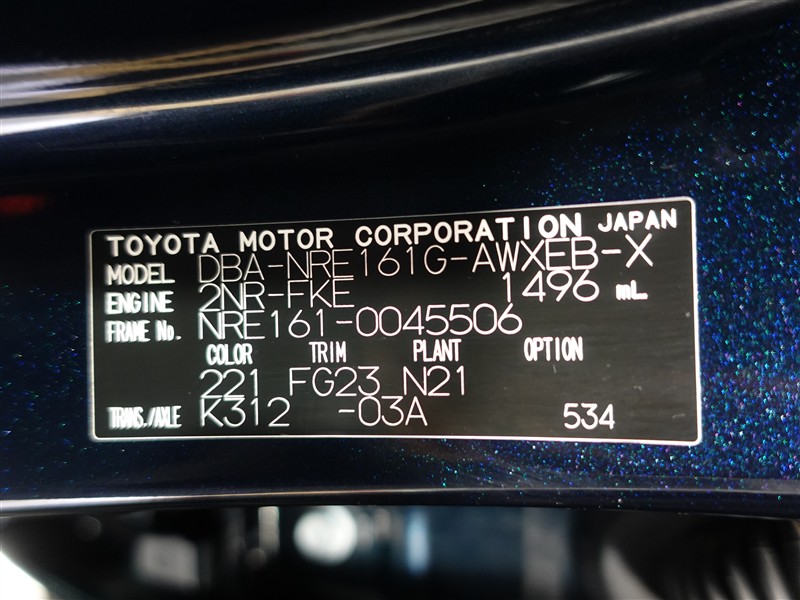 TOYOTA MOTOR CORPORATION JAPAN
MODEL DBA-NRE161G-AWXEB-X
ENGINE 2NR-FKE 1496 mL.
FRAME No. NRE161-0045506
COLOR TRIM PLANT OPTION
221 FG23 N21
TRANS./AXLE K312 -03A 534